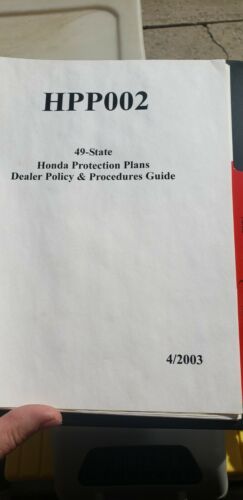 HPP002
49-State
Honda Protection Plans
Dealer Policy & Procedures Guide
4/2003